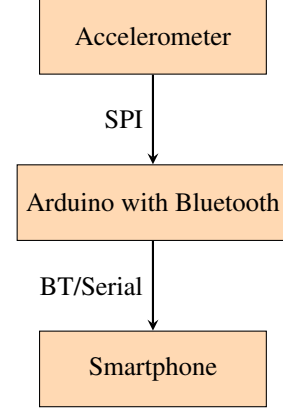 Accelerometer
SPI
Arduino with Bluetooth
BT/Serial
Smartphone